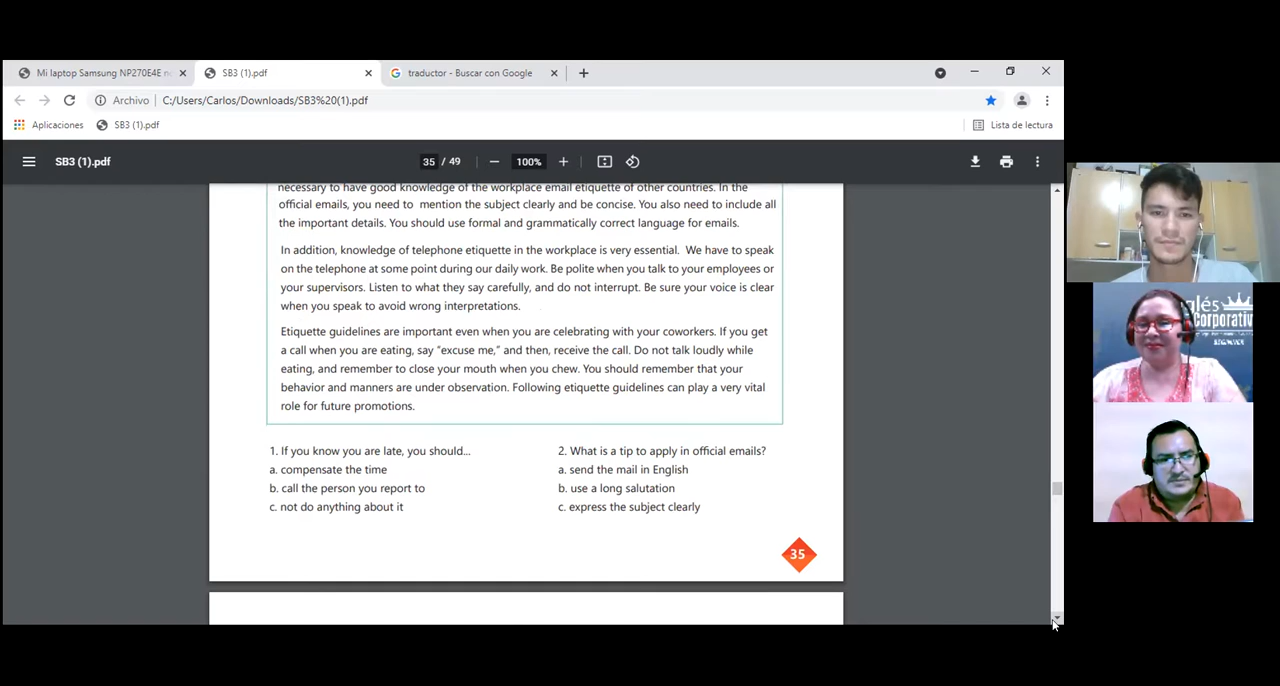 Mi laptop Samsung NP270E4E no
SB3 (1).pdf
traductor - Buscar con Google
Archivo
C:/Users/Carlos/Downloads/SB3%20(1).pdf
Aplicaciones
SB3 (1).pdf
Lista de lectura
SB3 (1).pdf
35 / 49
100%
necessary to have good knowledge of the workplace email etiquette of other countries. In the
official emails, you need to mention the subject clearly and be concise. You also need to include all
the important details. You should use formal and grammatically correct language for emails.
In addition, knowledge of telephone etiquette in the workplace is very essential. We have to speak
on the telephone at some point during our daily work. Be polite when you talk to your employees or
your supervisors. Listen to what they say carefully, and do not interrupt. Be sure your voice is clear
when you speak to avoid wrong interpretations.
Etiquette guidelines are important even when you are celebrating with your coworkers. If you get
a call when you are eating, say “excuse me,” and then, receive the call. Do not talk loudly while
eating, and remember to close your mouth when you chew. You should remember that your
behavior and manners are under observation. Following etiquette guidelines can play a very vital
role for future promotions.
1. If you know you are late, you should...
a. compensate the time
b. call the person you report to
c. not do anything about it
2. What is a tip to apply in official emails?
a. send the mail in English
b. use a long salutation
c. express the subject clearly
35
glés
Corporativ